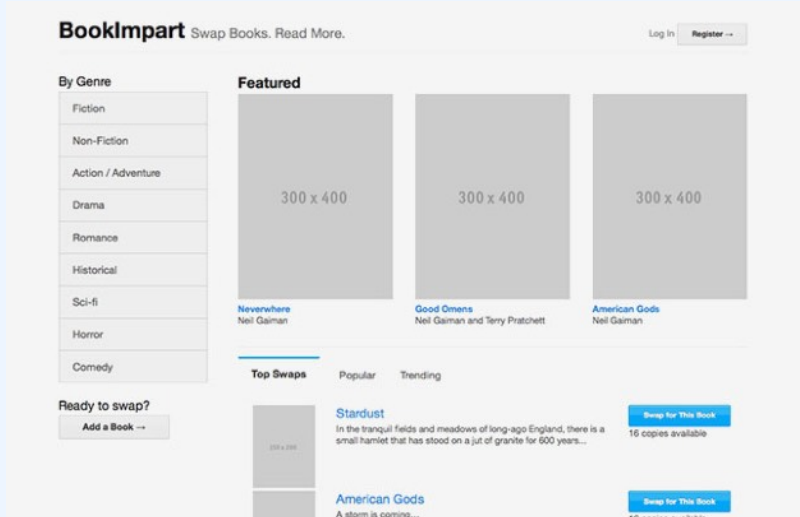 BookImpart Swap Books. Read More.
Log In Register →
By Genre
Fiction
Non-Fiction
Action / Adventure
Drama
Romance
Historical
Sci-fi
Horror
Comedy
Ready to swap?
Add a Book →
Featured
300 x 400 300 x 400 300 x 400
Neverwhere
Neil Gaiman
Good Omens
Neil Gaiman and Terry Pratchett
American Gods
Neil Gaiman
Top Swaps Popular Trending
Stardust
In the tranquil fields and meadows of long-ago England, there is a
small hamlet that has stood on a jut of granite for 600 years...
Swap for This Book
16 copies available
American Gods
A storm is coming...
Swap for This Book